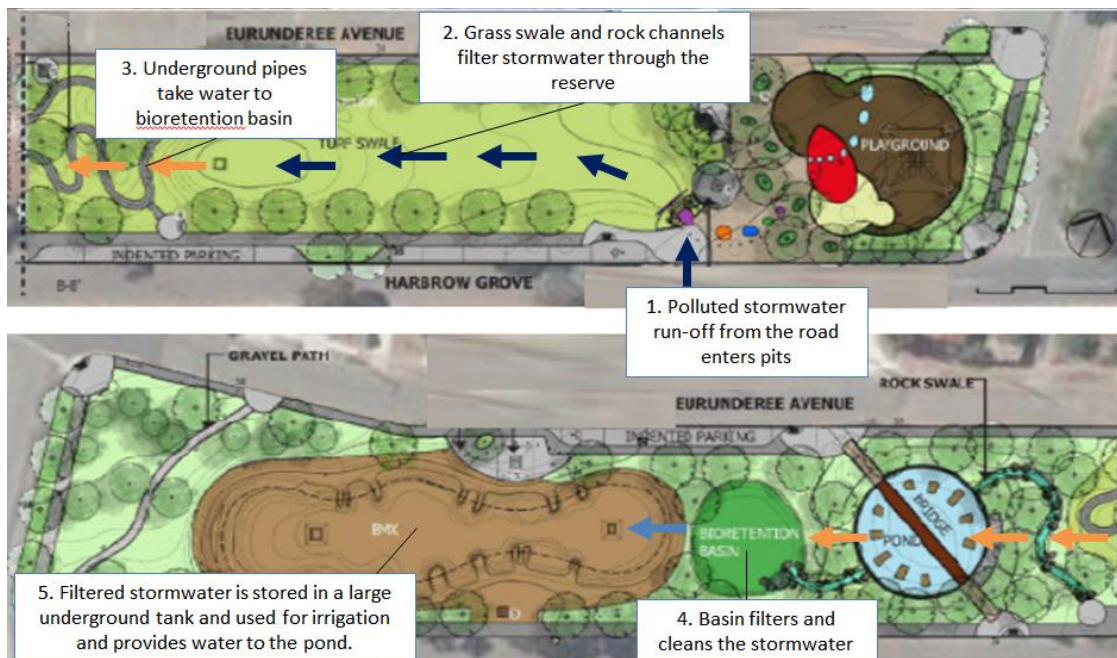 EURUNDEREE AVENUE
2. Grass swale and rock channels
filter stormwater through the
reserve
3. Underground pipes
take water to
bioretention basin
TURF SWALE
PLAYGROUND
INDENTED PARKING
B-B'
HARBROW GROVE
1. Polluted stormwater
run-off from the road
enters pits
GRAVEL PATH
ROCK SWALE
EURUNDEREE AVENUE
INDENTED PARKING
BMX
BIORETENTION
BASIN
BRIDGE
POND
5. Filtered stormwater is stored in a large
underground tank and used for irrigation
and provides water to the pond.
4. Basin filters and
cleans the stormwater